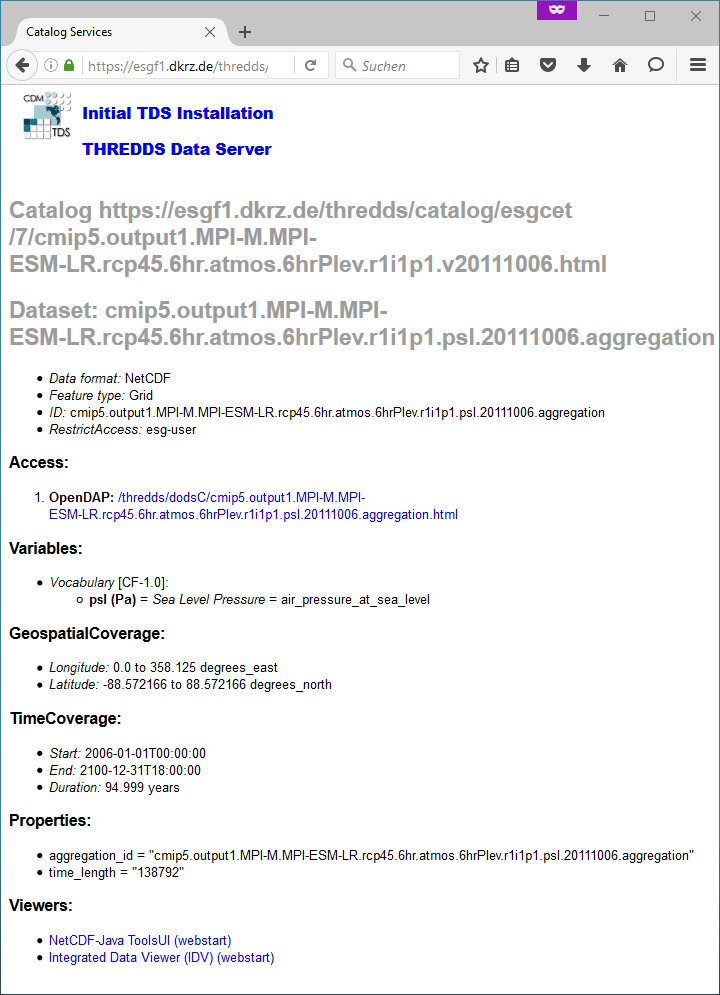 Catalog Services
https://esgf1.dkrz.de/thredds/
Suchen
CDM
TDS
Initial TDS Installation
THREDDS Data Server
Catalog https://esgf1.dkrz.de/thredds/catalog/esgcet
/7/cmip5.output1.MPI-M.MPI-
ESM-LR.rcp45.6hr.atmos.6hrPlev.r1i1p1.v20111006.html
Dataset: cmip5.output1.MPI-M.MPI-
ESM-LR.rcp45.6hr.atmos.6hrPlev.r1i1p1.psl.20111006.aggregation
• Data format: NetCDF
• Feature type: Grid
• ID: cmip5.output1.MPI-M.MPI-ESM-LR.rcp45.6hr.atmos.6hrPlev.r1i1p1.psl.20111006.aggregation
• RestrictAccess: esg-user
Access:
1. OpenDAP: /thredds/dodsC/cmip5.output1.MPI-M.MPI-
ESM-LR.rcp45.6hr.atmos.6hrPlev.r1i1p1.psl.20111006.aggregation.html
Variables:
• Vocabulary [CF-1.0]:
○ psl (Pa) = Sea Level Pressure = air_pressure_at_sea_level
GeospatialCoverage:
• Longitude: 0.0 to 358.125 degrees_east
• Latitude: -88.572166 to 88.572166 degrees_north
TimeCoverage:
• Start: 2006-01-01T00:00:00
• End: 2100-12-31T18:00:00
• Duration: 94.999 years
Properties:
• aggregation_id = "cmip5.output1.MPI-M.MPI-ESM-LR.rcp45.6hr.atmos.6hrPlev.r1i1p1.psl.20111006.aggregation"
• time_length = "138792"
Viewers:
• NetCDF-Java ToolsUI (webstart)
• Integrated Data Viewer (IDV) (webstart)